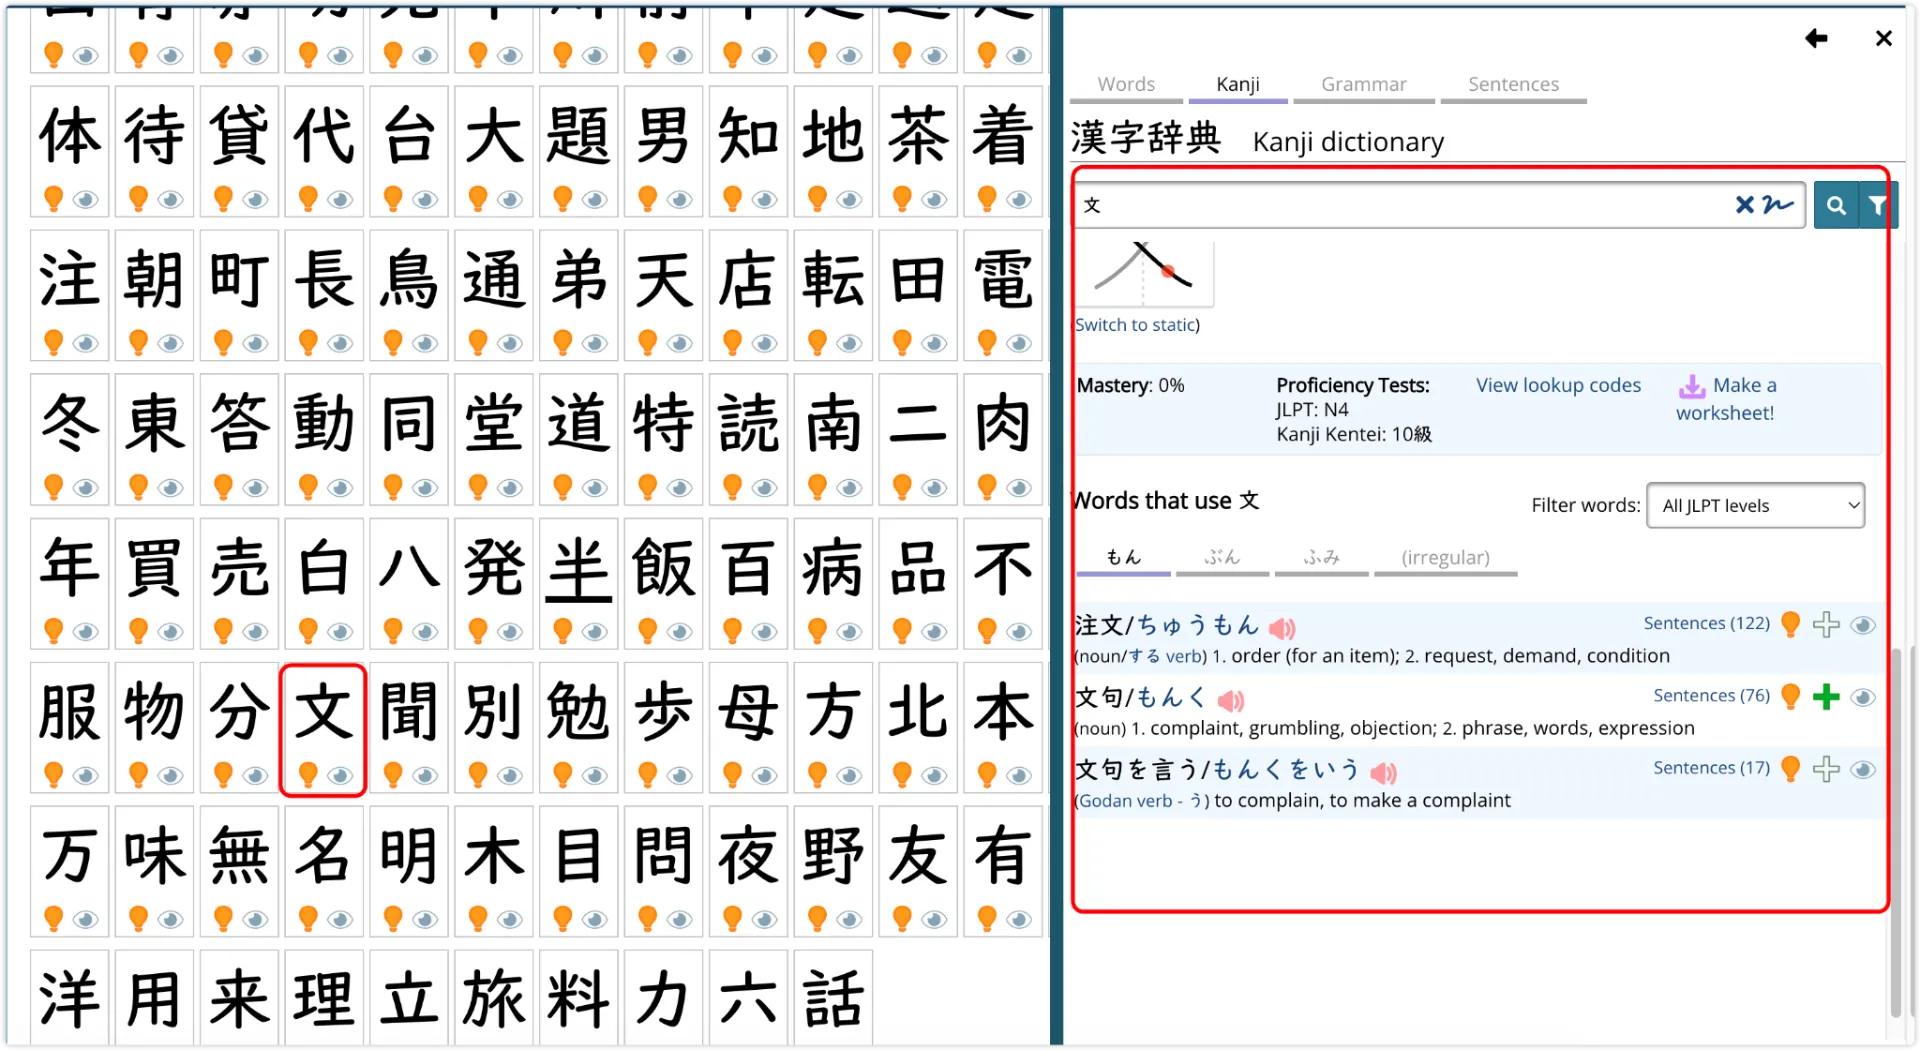 体 待 貸 代 台 大 題 男 知 地 茶 着
注 朝 町 長 鳥 通 弟 天 店 転 田 電
冬 東 答 動 同 堂 道 特 読 南 二 肉
年 買 売 白 八 発 半 飯 百 病 品 不
服 物 分 文 聞 別 勉 歩 母 方 北 本
万 味 無 名 明 木 目 問 夜 野 友 有
洋 用 来 理 立 旅 料 力 六 話
Words Kanji Grammar Sentences
漢字辞典 Kanji dictionary
文
(Switch to static)
Mastery: 0%
Proficiency Tests:
JLPT: N4
Kanji Kentei: 10級
View lookup codes
Make a
worksheet!
Words that use 文
Filter words: All JLPT levels
もん ぶん ふみ (irregular)
注文/ちゅうもん Sentences (122)
(noun/する verb) 1. order (for an item); 2. request, demand, condition
文句/もんく Sentences (76)
(noun) 1. complaint, grumbling, objection; 2. phrase, words, expression
文句を言う/もんくをいう Sentences (17)
(Godan verb - う) to complain, to make a complaint